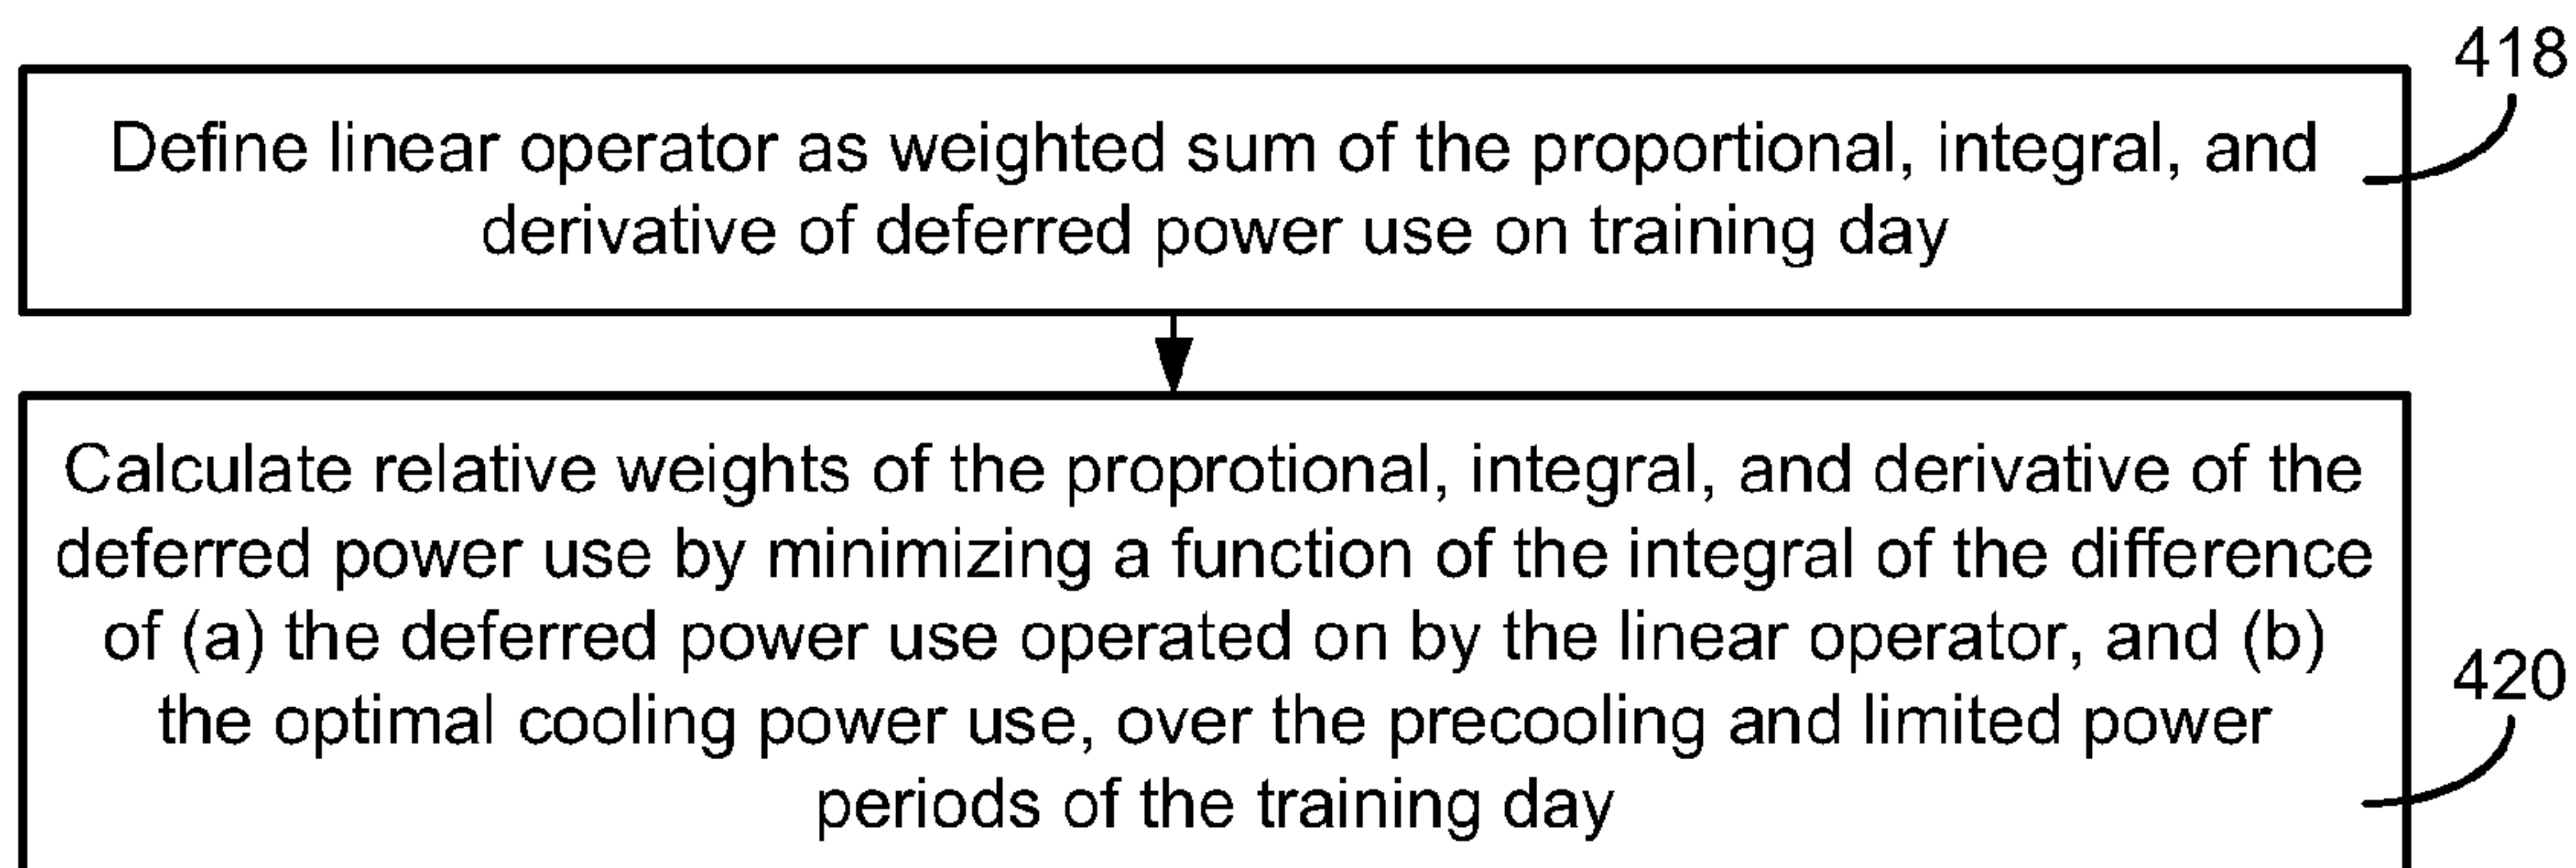 418
Define linear operator as weighted sum of the proportional, integral, and
derivative of deferred power use on training day
Calculate relative weights of the proprotional, integral, and derivative of the
deferred power use by minimizing a function of the integral of the difference
of (a) the deferred power use operated on by the linear operator, and (b)
the optimal cooling power use, over the precooling and limited power
periods of the training day
420